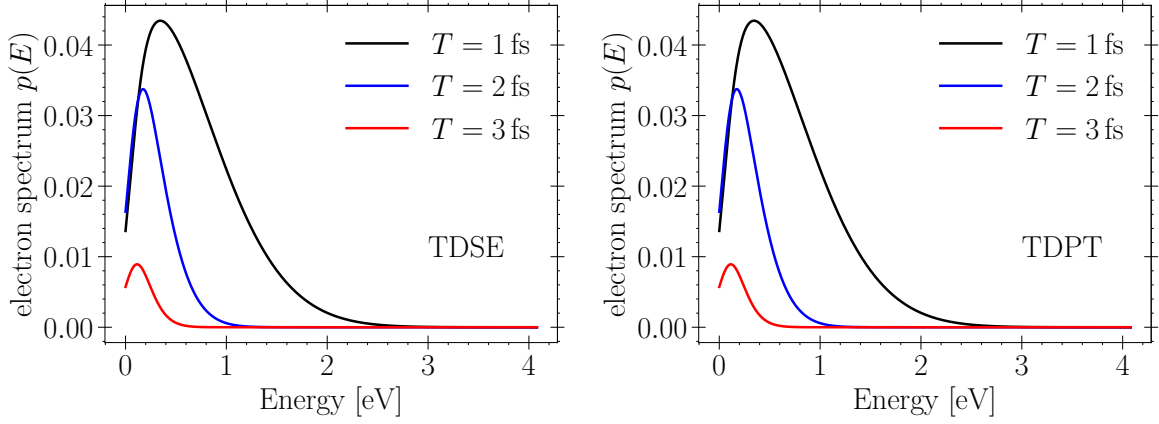 electron spectrum p(E)
0.04
0.03
0.02
0.01
0.00
T = 1 fs
T = 2 fs
T = 3 fs
TDSE
0 1 2 3 4
Energy [eV]
electron spectrum p(E)
0.04
0.03
0.02
0.01
0.00
T = 1 fs
T = 2 fs
T = 3 fs
TDPT
0 1 2 3 4
Energy [eV]